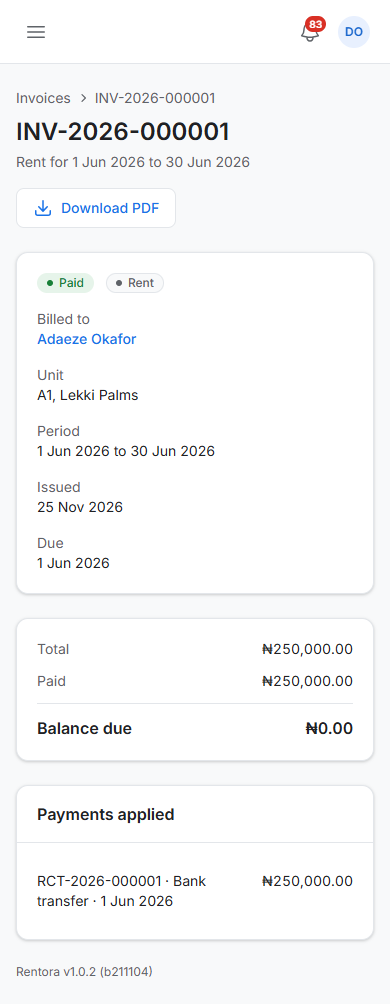 83
DO
Invoices > INV-2026-000001
INV-2026-000001
Rent for 1 Jun 2026 to 30 Jun 2026
Download PDF
Paid Rent
Billed to
Adaeze Okafor
Unit
A1, Lekki Palms
Period
1 Jun 2026 to 30 Jun 2026
Issued
25 Nov 2026
Due
1 Jun 2026
Total ₦250,000.00
Paid ₦250,000.00
Balance due ₦0.00
Payments applied
RCT-2026-000001 · Bank ₦250,000.00
transfer · 1 Jun 2026
Rentora v1.0.2 (b211104)